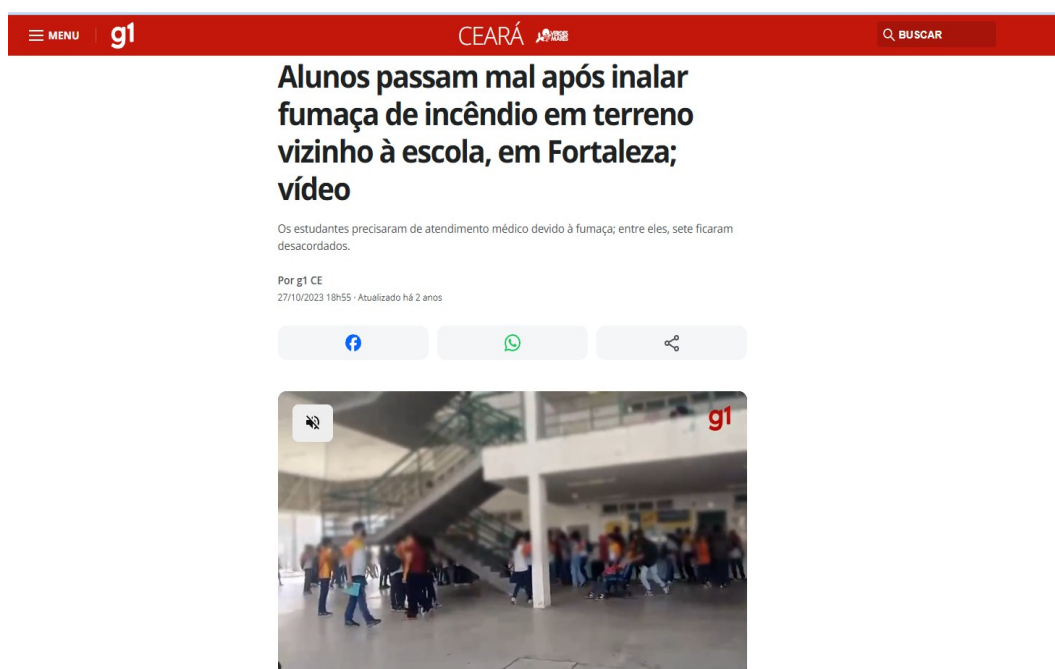 MENU
g1
CEARÁ
VERDES MARES
BUSCAR
Alunos passam mal após inalar
fumaça de incêndio em terreno
vizinho à escola, em Fortaleza;
vídeo
Os estudantes precisaram de atendimento médico devido à fumaça; entre eles, sete ficaram
desacordados.
Por g1 CE
27/10/2023 18h55 · Atualizado há 2 anos
g1